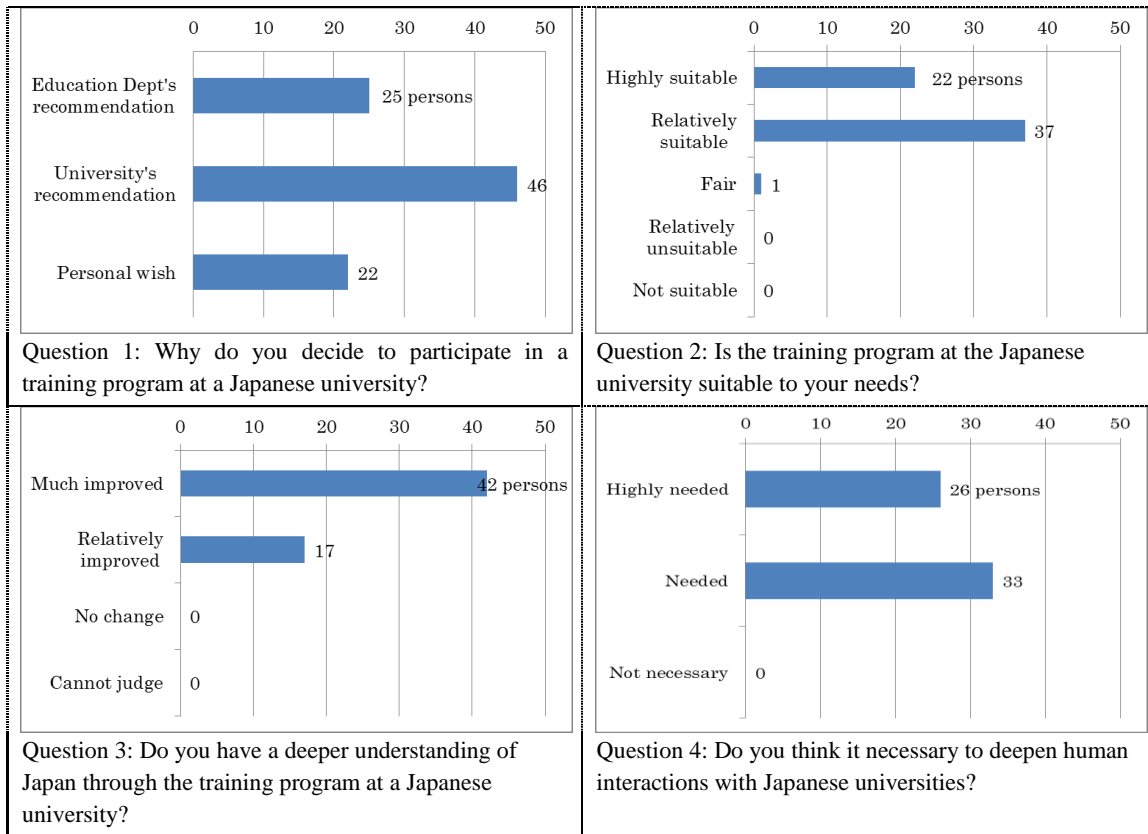 0 10 20 30 40 50
Education Dept's
recommendation
25 persons
University's
recommendation
46
Personal wish
22
Question 1: Why do you decide to participate in a
training program at a Japanese university?
0 10 20 30 40 50
Highly suitable
22 persons
Relatively
suitable
37
Fair
1
Relatively
unsuitable
0
Not suitable
0
Question 2: Is the training program at the Japanese
university suitable to your needs?
0 10 20 30 40 50
Much improved
42 persons
Relatively
improved
17
No change
0
Cannot judge
0
Question 3: Do you have a deeper understanding of
Japan through the training program at a Japanese
university?
0 10 20 30 40 50
Highly needed
26 persons
Needed
33
Not necessary
0
Question 4: Do you think it necessary to deepen human
interactions with Japanese universities?